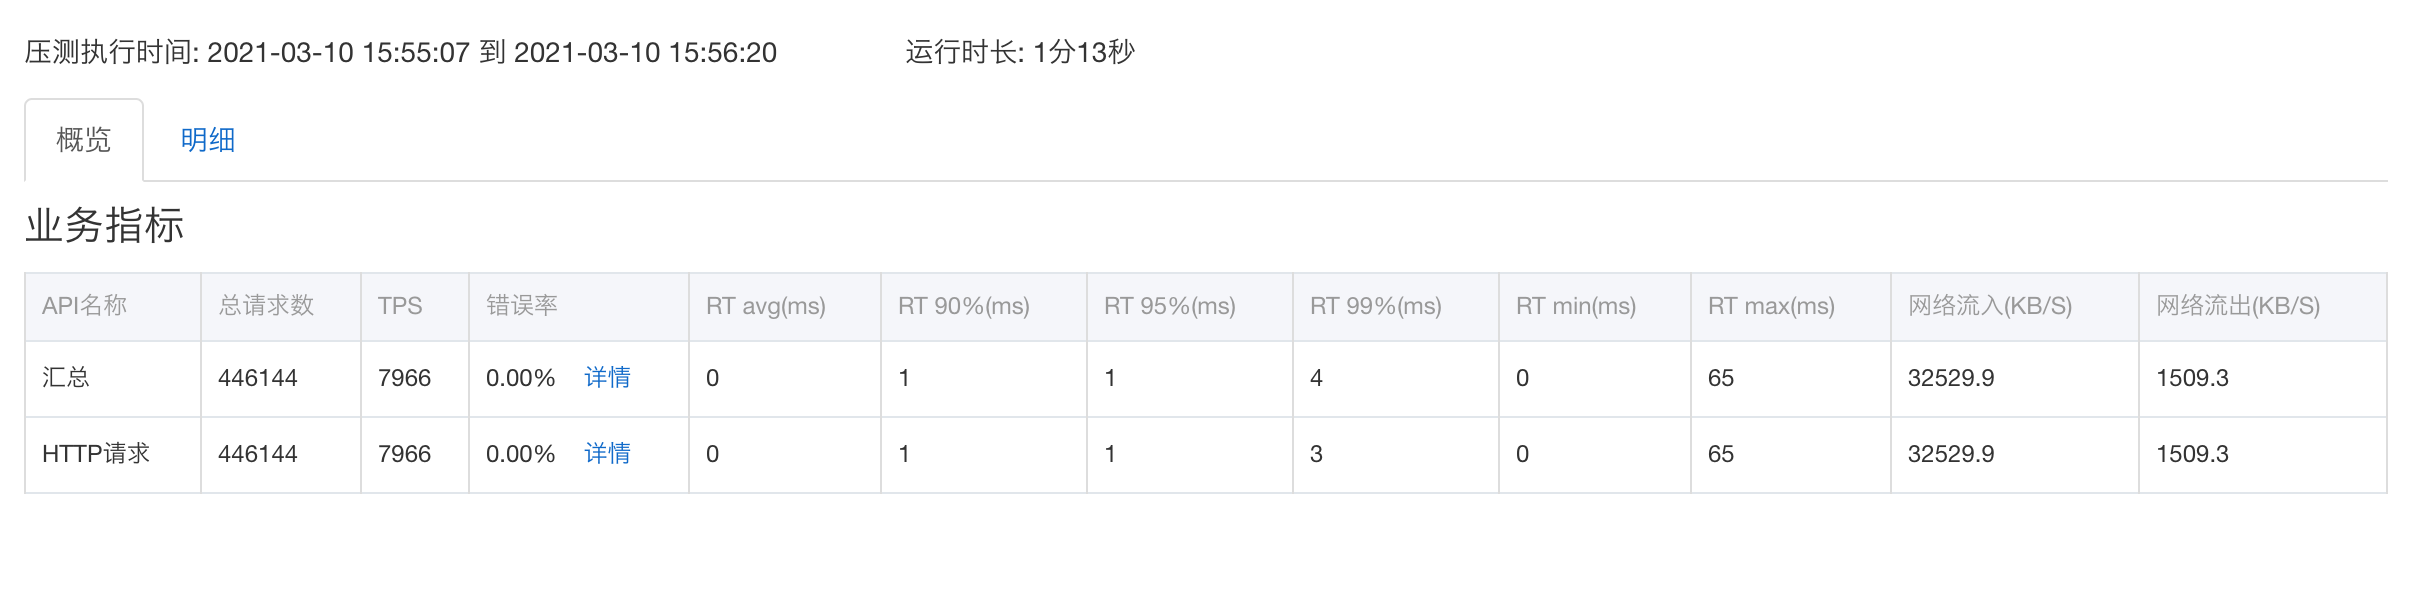 压测执行时间: 2021-03-10 15:55:07 到 2021-03-10 15:56:20 运行时长: 1分13秒
概览 明细
业务指标
API名称 总请求数 TPS 错误率 RT avg(ms) RT 90%(ms) RT 95%(ms) RT 99%(ms) RT min(ms) RT max(ms) 网络流入(KB/S) 网络流出(KB/S)
汇总 446144 7966 0.00% 详情 0 1 1 4 0 65 32529.9 1509.3
HTTP请求 446144 7966 0.00% 详情 0 1 1 3 0 65 32529.9 1509.3